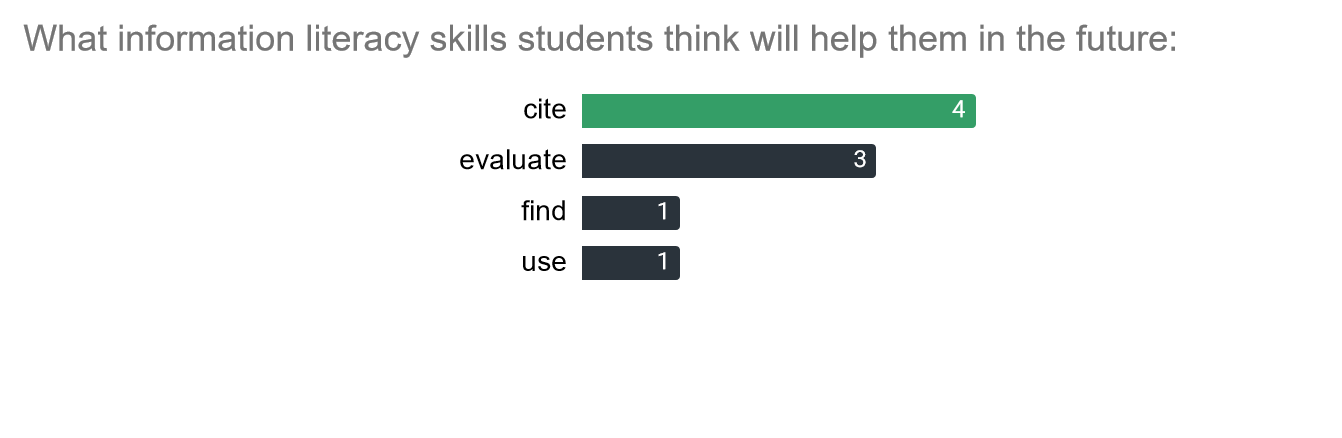 What information literacy skills students think will help them in the future:
cite 4
evaluate 3
find 1
use 1